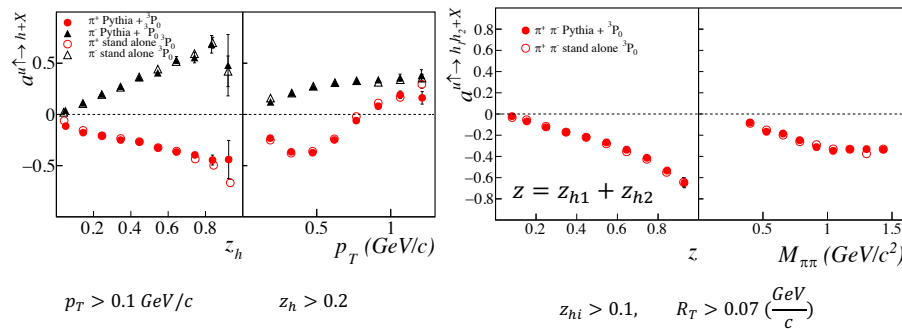 π⁺ Pythia + ³P₀
π⁻ Pythia + ³P₀
π⁺ stand alone ³P₀
π⁻ stand alone ³P₀
a^{u↑→ h+X}
0.5
0
−0.5
0.2
0.4
0.6
0.8
z_h
0.5
1
p_T (GeV/c)
p_T > 0.1 GeV/c
z_h > 0.2
π⁺ π⁻ Pythia + ³P₀
π⁺ π⁻ stand alone ³P₀
a^{u↑→ h₁h₂+X}
0.8
0.6
0.4
0.2
0
−0.2
−0.4
−0.6
−0.8
z = z_{h1} + z_{h2}
0.2
0.4
0.6
0.8
z
0.5
1
1.5
M_{ππ} (GeV/c²)
z_{hi} > 0.1, R_T > 0.07 (GeV/c)